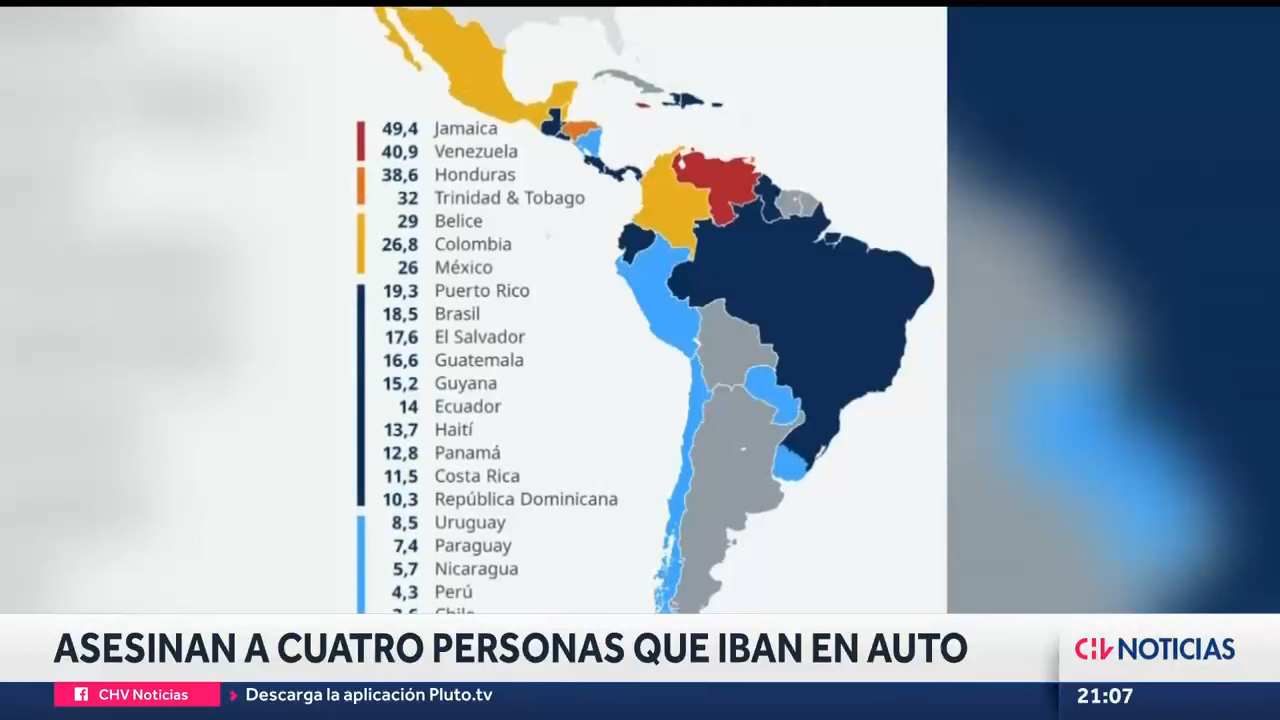 49,4 Jamaica
40,9 Venezuela
38,6 Honduras
32 Trinidad & Tobago
29 Belice
26,8 Colombia
26 México
19,3 Puerto Rico
18,5 Brasil
17,6 El Salvador
16,6 Guatemala
15,2 Guyana
14 Ecuador
13,7 Haití
12,8 Panamá
11,5 Costa Rica
10,3 República Dominicana
8,5 Uruguay
7,4 Paraguay
5,7 Nicaragua
4,3 Perú
Chile
ASESINAN A CUATRO PERSONAS QUE IBAN EN AUTO
CHV NOTICIAS
CHV Noticias
Descarga la aplicación Pluto.tv
21:07